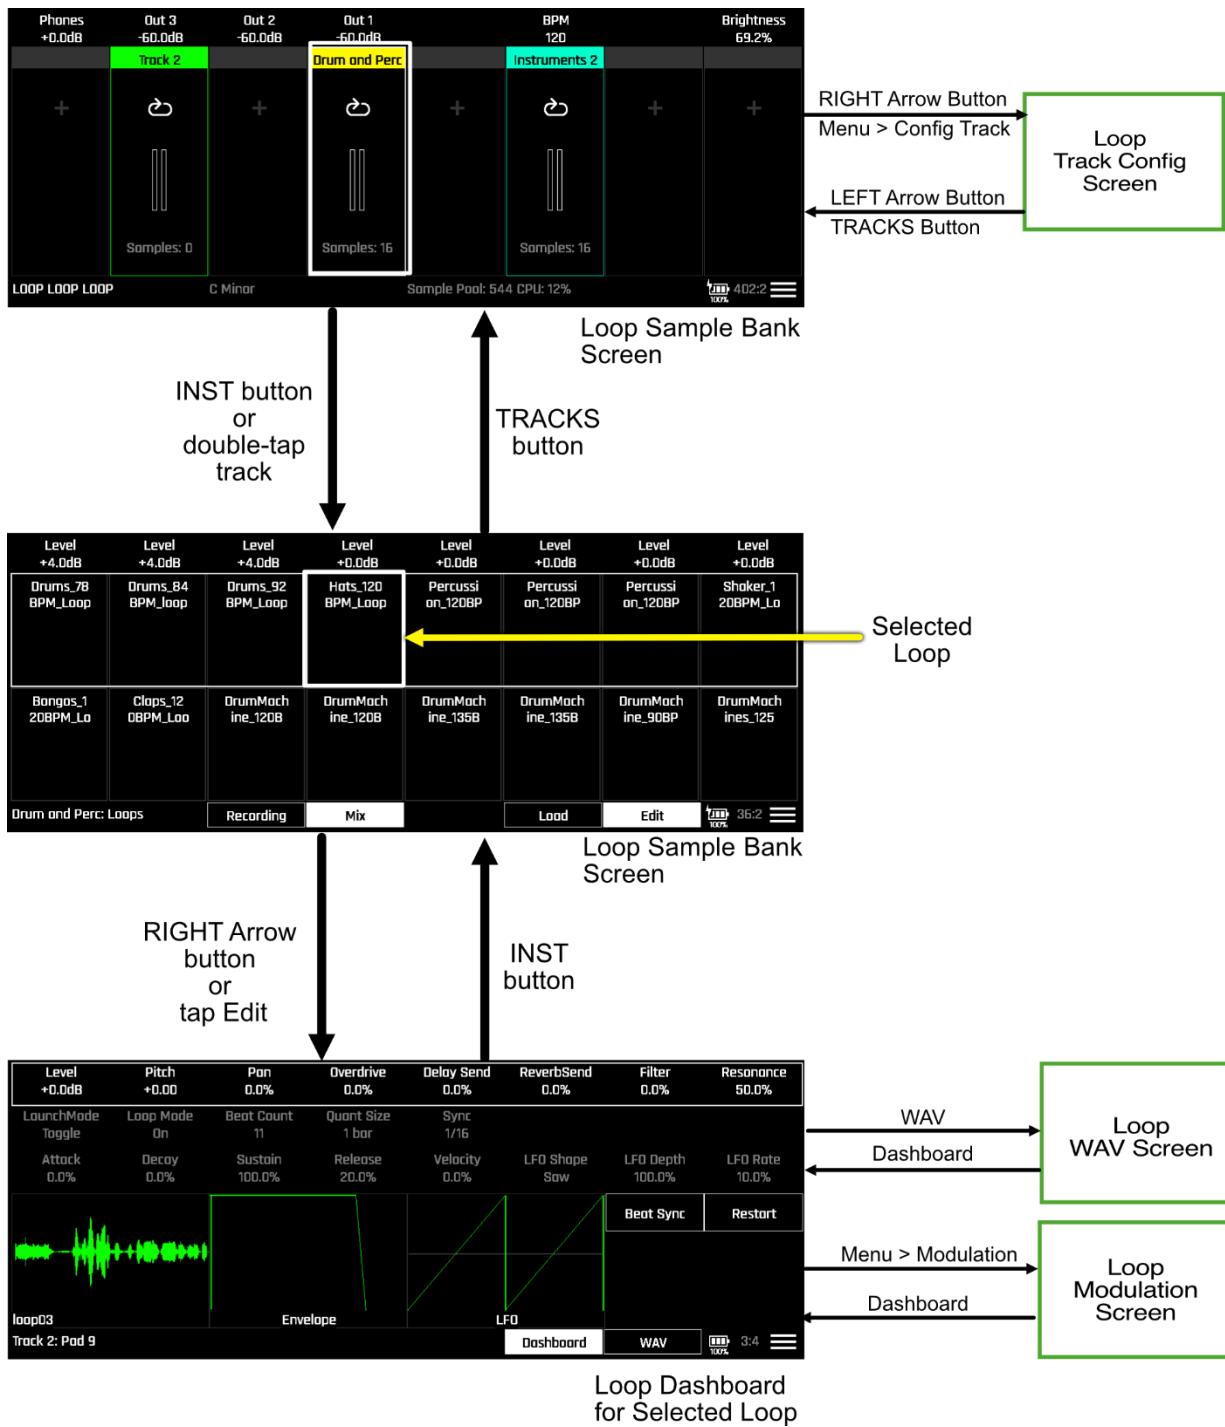 Phones Out 3 Out 2 Out 1 BPM Brightness
+0.0dB -60.0dB -60.0dB -60.0dB 120 69.2%
Track 2 Drum and Perc Instruments 2
+ + + + +
Samples: 0 Samples: 16 Samples: 16
LOOP LOOP LOOP C Minor Sample Pool: 544 CPU: 12% 100% 402:2
RIGHT Arrow Button
Menu > Config Track
Loop
Track Config
Screen
LEFT Arrow Button
TRACKS Button
Loop Sample Bank
Screen
INST button
or
double-tap
track
TRACKS
button
Level Level Level Level Level Level Level Level
+4.0dB +4.0dB +4.0dB +0.0dB +0.0dB +0.0dB +0.0dB +0.0dB
Drums_78 Drums_84 Drums_92 Hats_120 Percussi Percussi Percussi Shaker_1
BPM_Loop BPM_loop BPM_Loop BPM_Loop on_120BP on_120BP on_120BP 20BPM_Lo
Selected
Loop
Bongos_1 Claps_12 DrumMach DrumMach DrumMach DrumMach DrumMach DrumMach
20BPM_Lo 0BPM_Loo ine_120B ine_120B ine_135B ine_135B ine_90BP ines_125
Drum and Perc: Loops Recording Mix Load Edit 100% 36:2
Loop Sample Bank
Screen
RIGHT Arrow
button
or
tap Edit
INST
button
Level Pitch Pan Overdrive Delay Send ReverbSend Filter Resonance
+0.0dB +0.00 0.0% 0.0% 0.0% 0.0% 0.0% 50.0%
LaunchMode Loop Mode Beat Count Quant Size Sync
Toggle On 11 1 bar 1/16
Attack Decay Sustain Release Velocity LFO Shape LFO Depth LFO Rate
0.0% 0.0% 100.0% 20.0% 0.0% Saw 100.0% 10.0%
Beat Sync Restart
loop03 Envelope LFO
Track 2: Pad 9 Dashboard WAV 100% 3:4
WAV
Dashboard
Loop
WAV Screen
Menu > Modulation
Dashboard
Loop
Modulation
Screen
Loop Dashboard
for Selected Loop